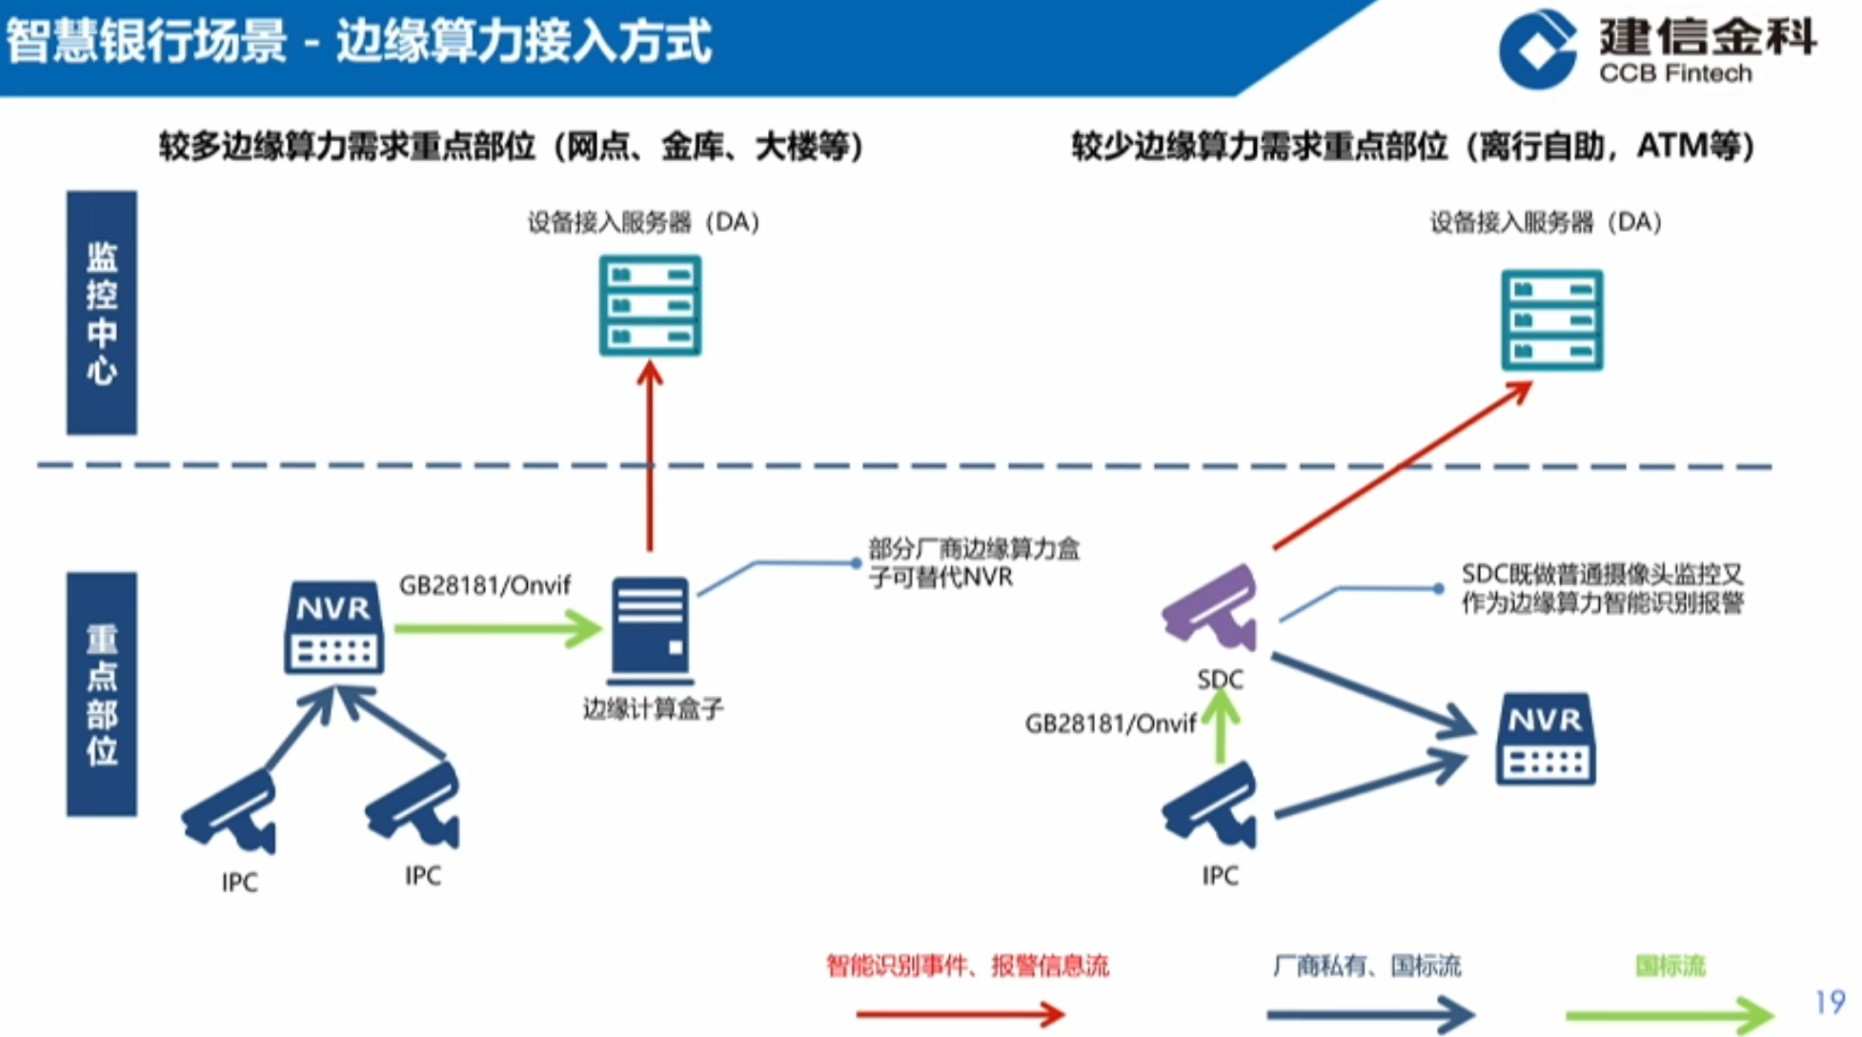 智慧银行场景 - 边缘算力接入方式
建信金科
CCB Fintech
较多边缘算力需求重点部位（网点、金库、大楼等）
较少边缘算力需求重点部位（离行自助，ATM等）
监控中心
设备接入服务器（DA）
设备接入服务器（DA）
重点部位
NVR
GB28181/Onvif
部分厂商边缘算力盒
子可替代NVR
边缘计算盒子
IPC
IPC
SDC既做普通摄像头监控又
作为边缘算力智能识别报警
SDC
GB28181/Onvif
NVR
IPC
智能识别事件、报警信息流
厂商私有、国标流
国标流
19